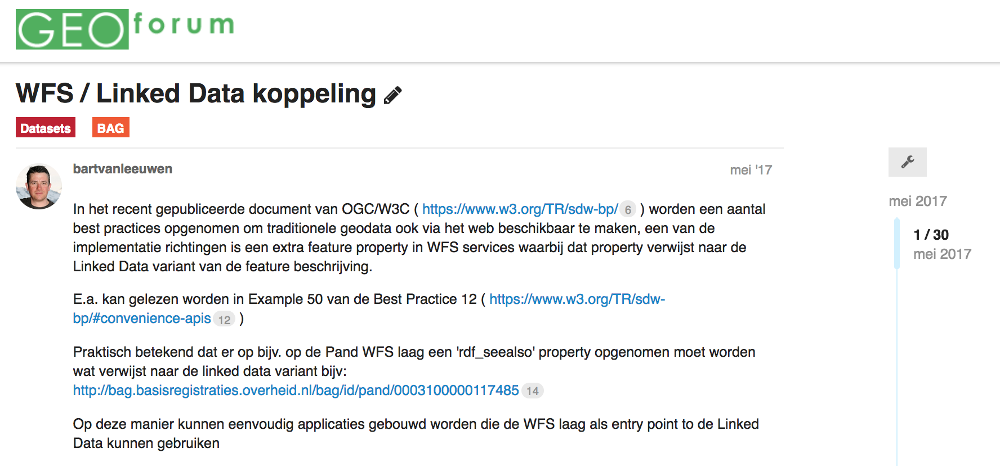 GEO forum
WFS / Linked Data koppeling
Datasets BAG
bartvanleeuwen
mei '17
In het recent gepubliceerde document van OGC/W3C ( https://www.w3.org/TR/sdw-bp/ 6 ) worden een aantal
best practices opgenomen om traditionele geodata ook via het web beschikbaar te maken, een van de
implementatie richtingen is een extra feature property in WFS services waarbij dat property verwijst naar de
Linked Data variant van de feature beschrijving.
E.a. kan gelezen worden in Example 50 van de Best Practice 12 ( https://www.w3.org/TR/sdw-
bp/#convenience-apis 12 )
Praktisch betekend dat er op bijv. op de Pand WFS laag een 'rdf_seealso' property opgenomen moet worden
wat verwijst naar de linked data variant bijv:
http://bag.basisregistraties.overheid.nl/bag/id/pand/0003100000117485 14
Op deze manier kunnen eenvoudig applicaties gebouwd worden die de WFS laag als entry point to de Linked
Data kunnen gebruiken
mei 2017
1 / 30
mei 2017